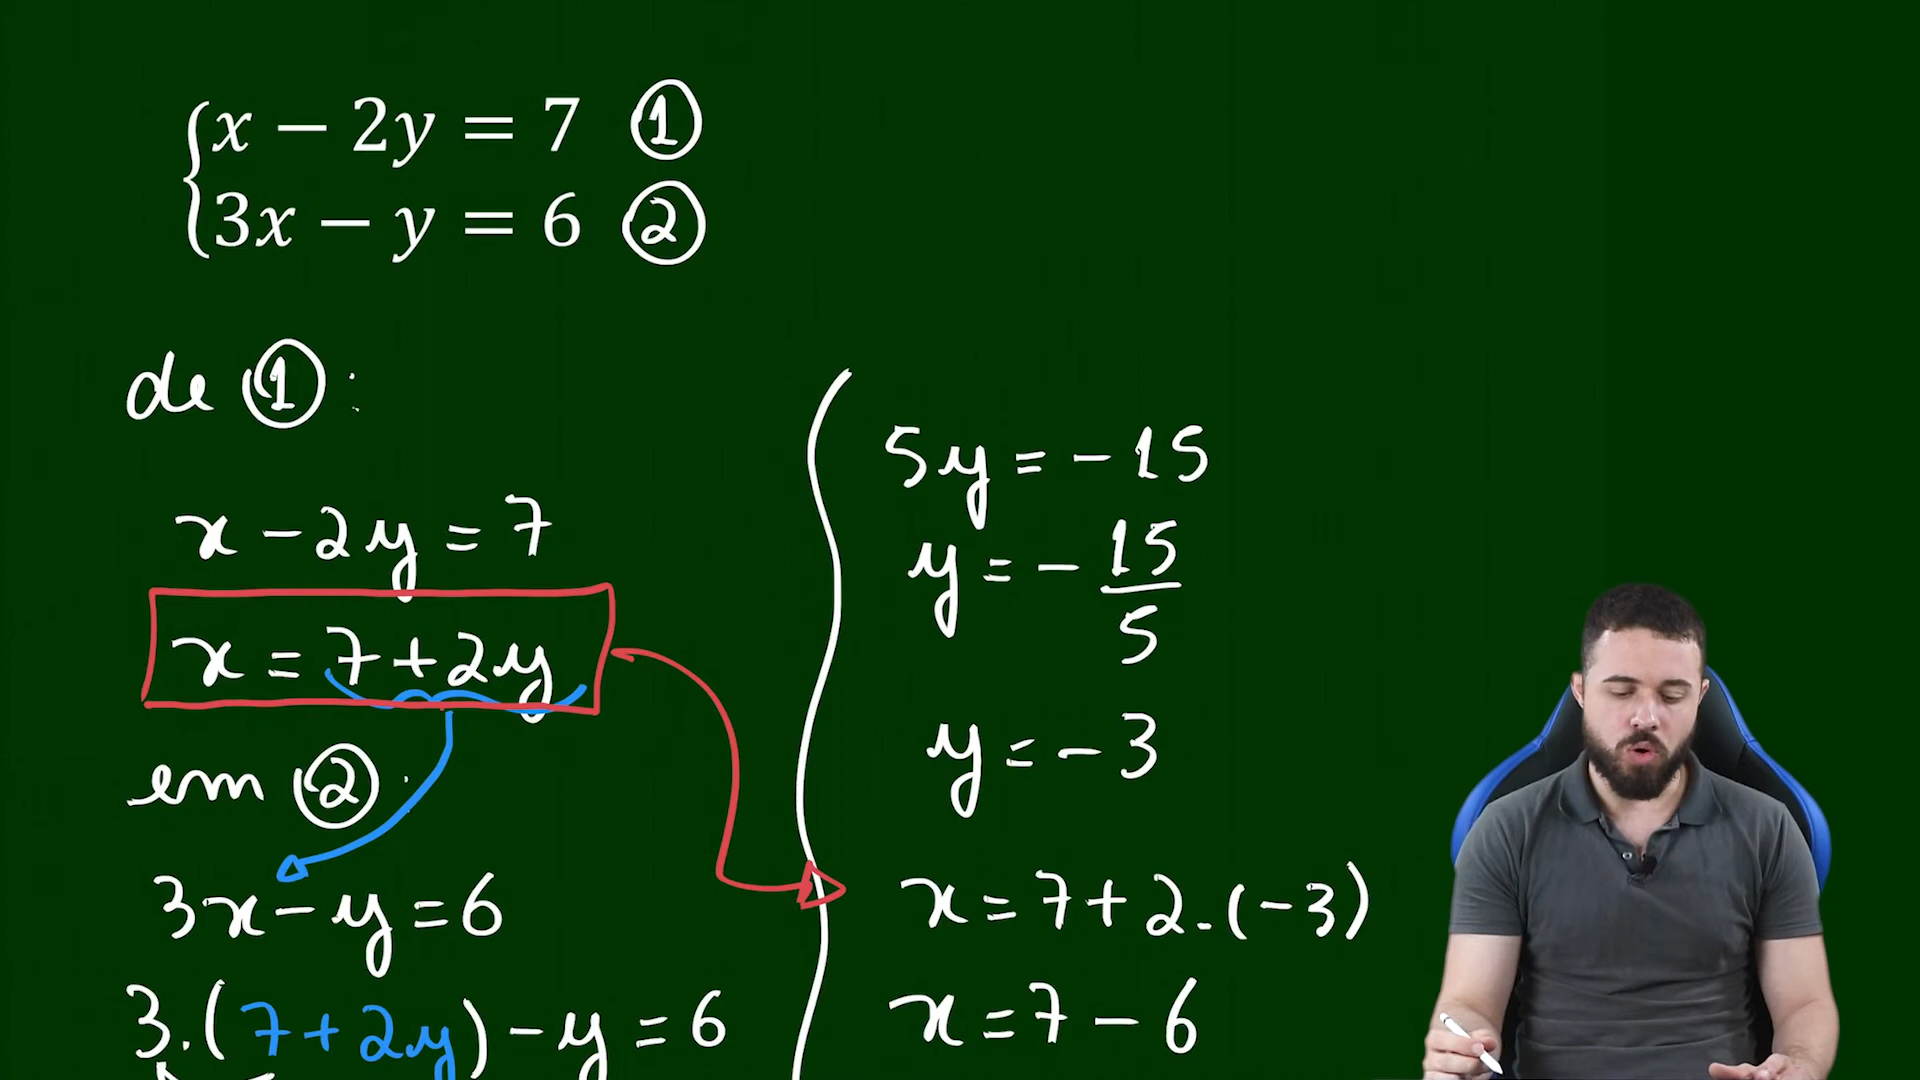 x − 2y = 7 ①
3x − y = 6 ②
de ①:
x − 2y = 7
x = 7 + 2y
em ②:
3x − y = 6
3.(7 + 2y) − y = 6
5y = −15
y = −15/5
y = −3
x = 7 + 2.(−3)
x = 7 − 6